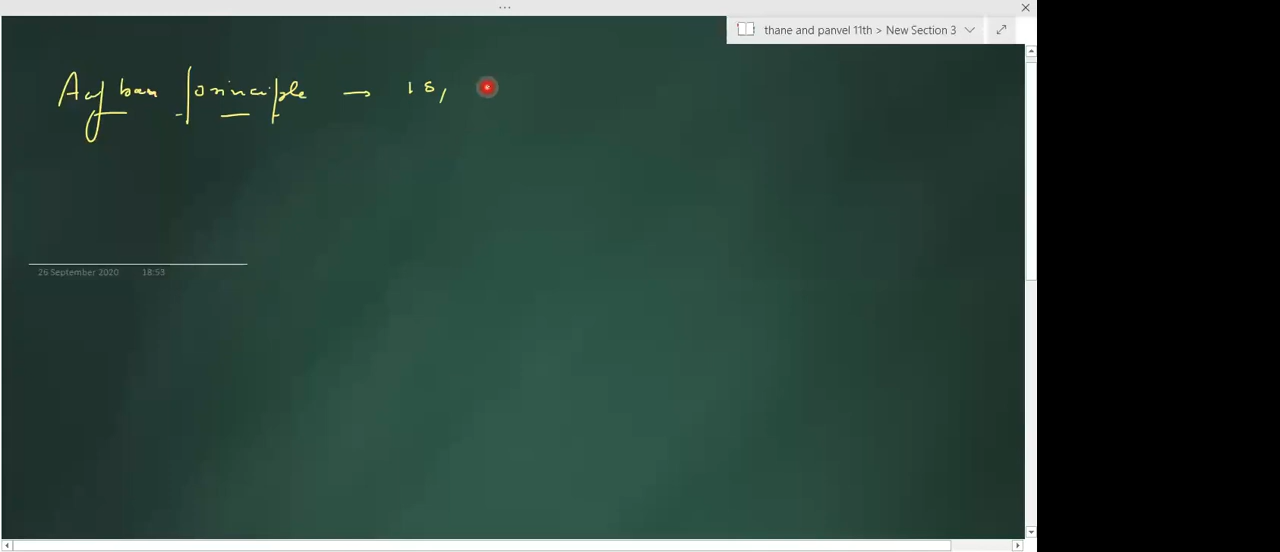 thane and panvel 11th > New Section 3
Aufbau principle → 1s,
26 September 2020 18:53